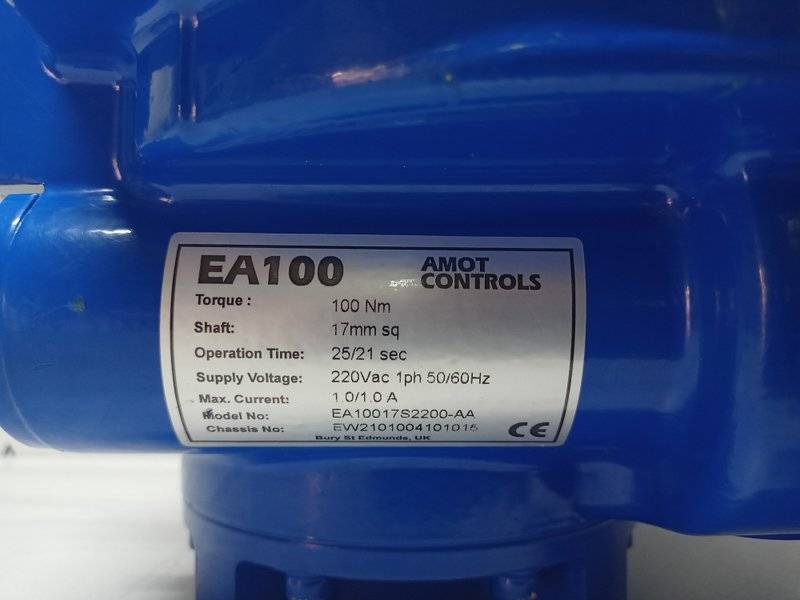 EA100
AMOT
CONTROLS
Torque : 100 Nm
Shaft: 17mm sq
Operation Time: 25/21 sec
Supply Voltage: 220Vac 1ph 50/60Hz
Max. Current: 1.0/1.0 A
Model No: EA10017S2200-AA
Chassis No: EW2101004101015
CE
Bury St Edmunds, UK